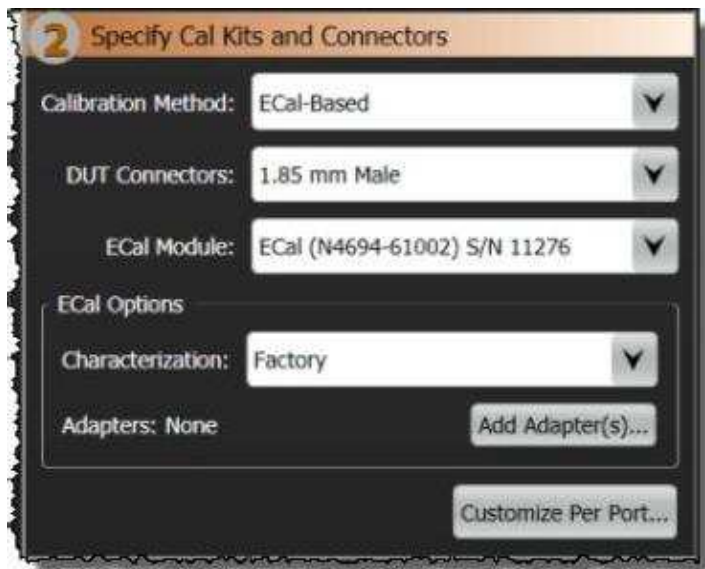 2 Specify Cal Kits and Connectors
Calibration Method: ECal-Based
DUT Connectors: 1.85 mm Male
ECal Module: ECal (N4694-61002) S/N 11276
ECal Options
Characterization: Factory
Adapters: None Add Adapter(s)...
Customize Per Port...